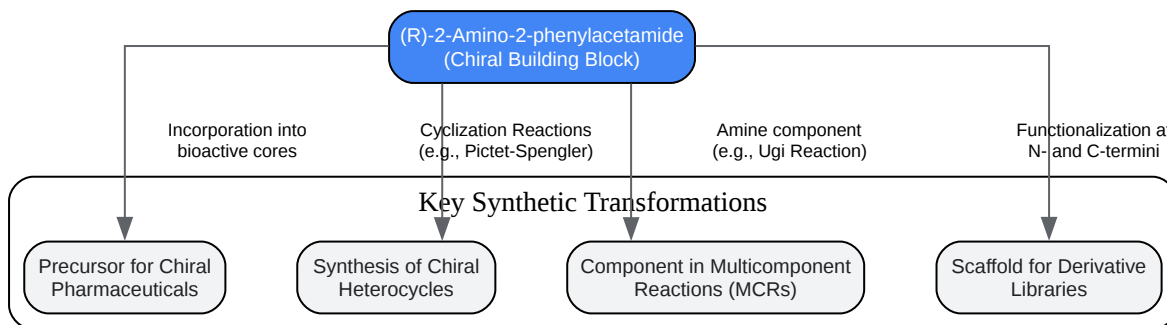 (R)-2-Amino-2-phenylacetamide
(Chiral Building Block)
Incorporation into
bioactive cores
Cyclization Reactions
(e.g., Pictet-Spengler)
Amine component
(e.g., Ugi Reaction)
Functionalization at
N- and C-termini
Key Synthetic Transformations
Precursor for Chiral
Pharmaceuticals
Synthesis of Chiral
Heterocycles
Component in Multicomponent
Reactions (MCRs)
Scaffold for Derivative
Libraries